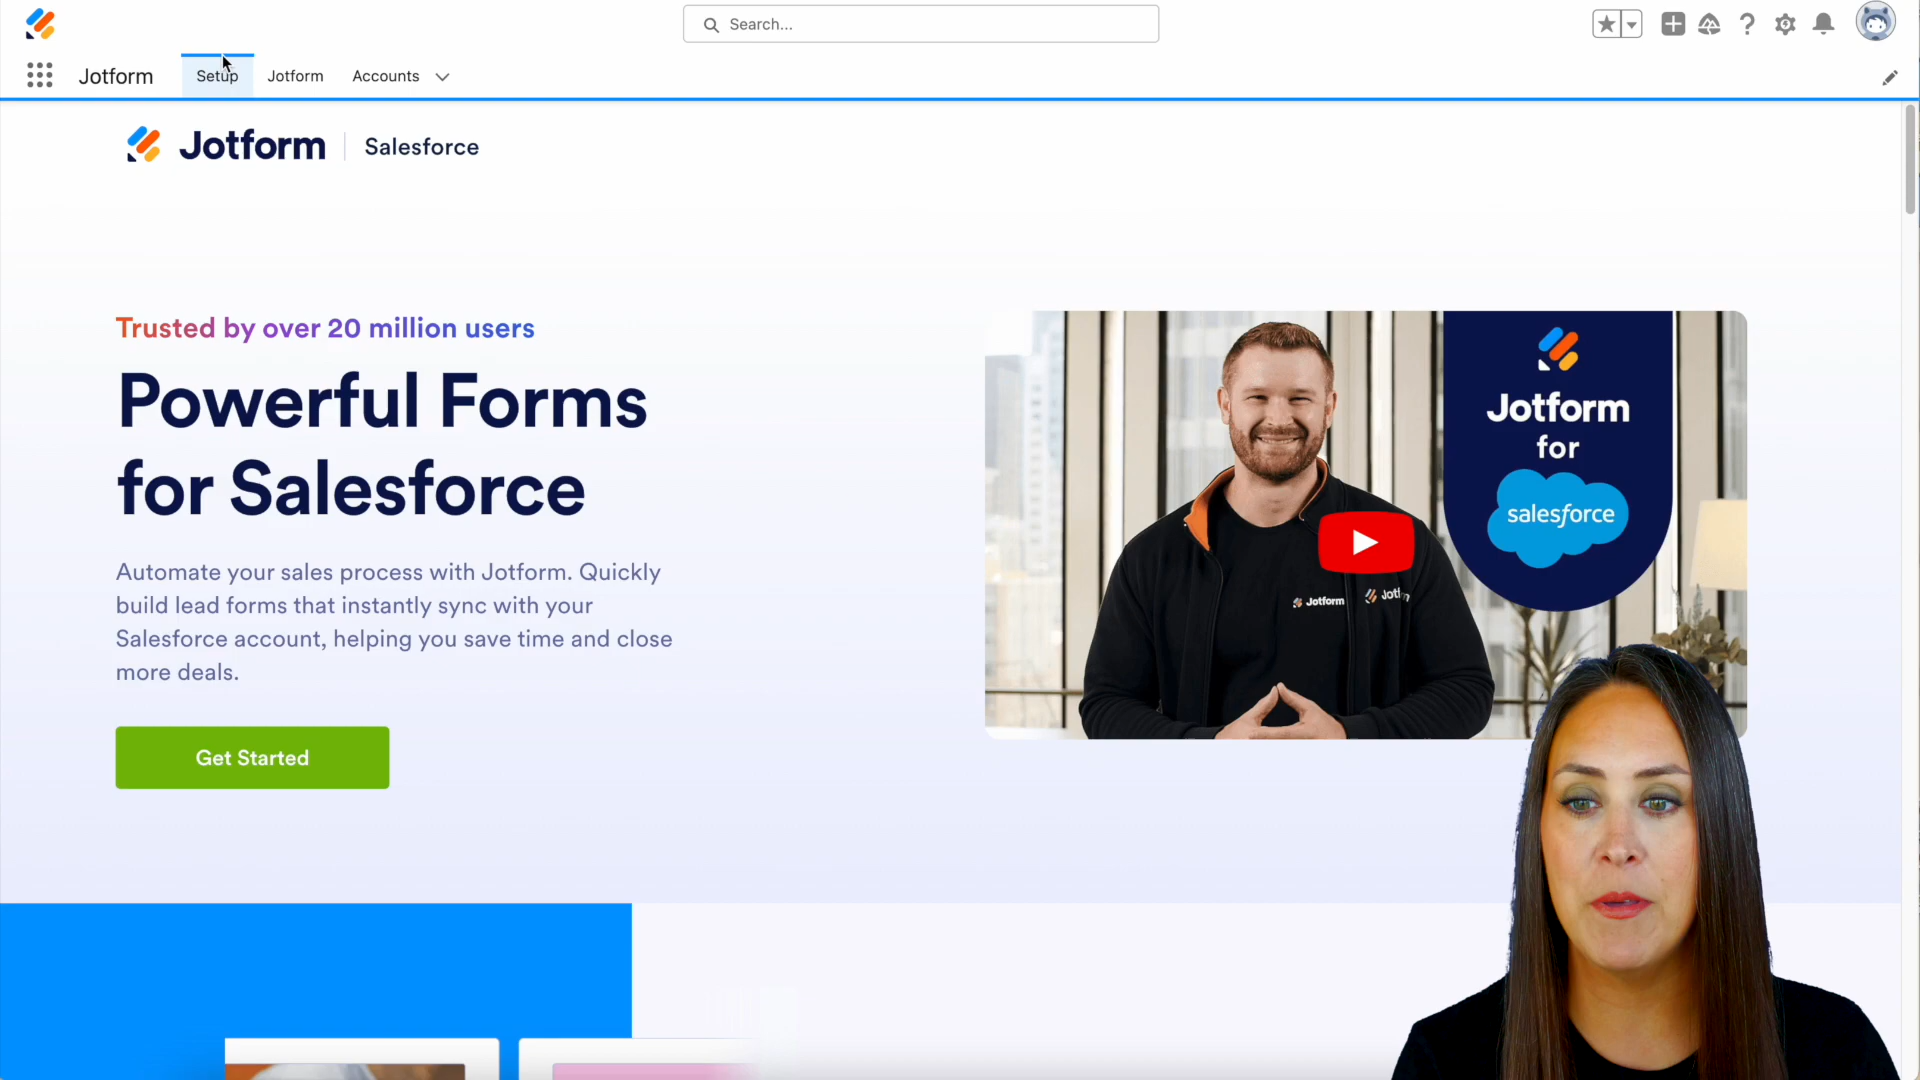 Search...
Jotform
Setup
Jotform
Accounts
Jotform
Salesforce
Trusted by over 20 million users
Powerful Forms
for Salesforce
Automate your sales process with Jotform. Quickly
build lead forms that instantly sync with your
Salesforce account, helping you save time and close
more deals.
Get Started
Jotform
for
salesforce
Jotform